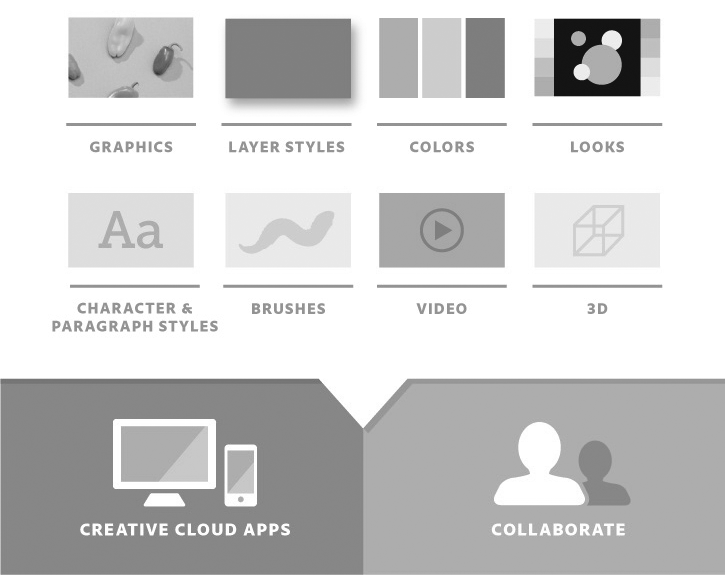 GRAPHICS
LAYER STYLES
COLORS
LOOKS
Aa
CHARACTER &
PARAGRAPH STYLES
BRUSHES
VIDEO
3D
CREATIVE CLOUD APPS
COLLABORATE